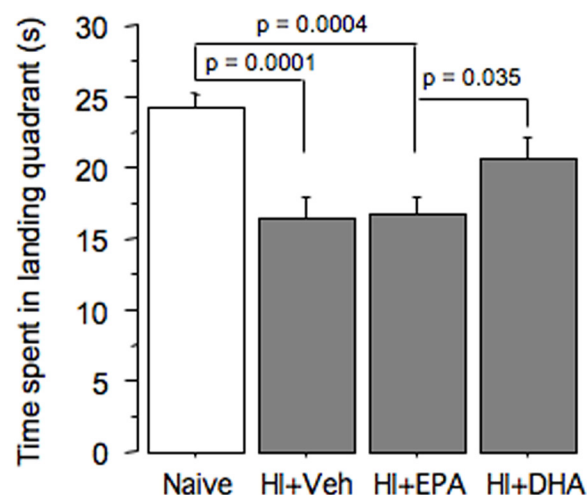 Time spent in landing quadrant (s)
30
25
20
15
10
5
0
p = 0.0004
p = 0.0001
p = 0.035
Naive HI+Veh HI+EPA HI+DHA